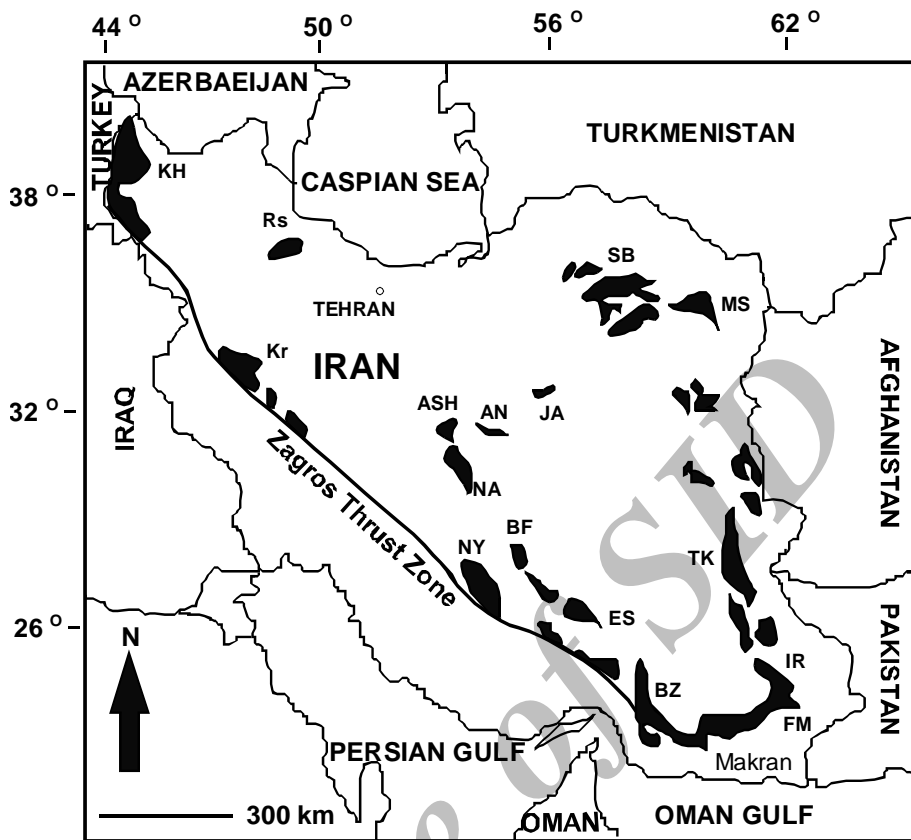 44 o 50 o 56 o 62 o
AZERBAEIJAN
TURKEY
TURKMENISTAN
KH
CASPIAN SEA
38 o
Rs
SB
TEHRAN
MS
Kr
IRAN
AFGHANISTAN
ASH AN JA
32 o
IRAQ
Zagros Thrust Zone
NA
BF
NY
TK
ES
26 o
PAKISTAN
N
IR
BZ
FM
PERSIAN GULF
Makran
300 km
OMAN
OMAN GULF
e of SID